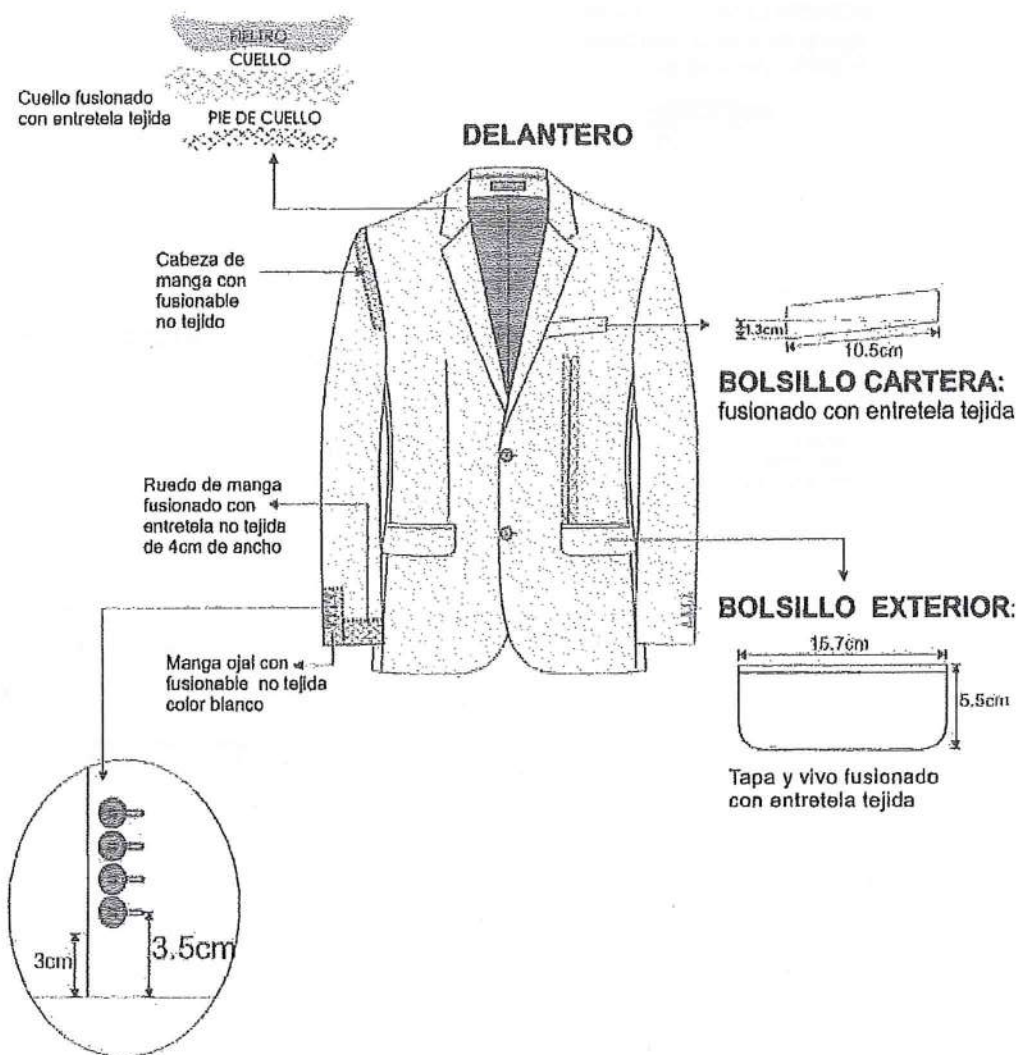 FIELTRO
CUELLO
Cuello fusionado
con entretela tejida
PIE DE CUELLO
DELANTERO
Cabeza de
manga con
fusionable
no tejido
1.3cm
10.5cm
BOLSILLO CARTERA:
fusionado con entretela tejida
Ruedo de manga
fusionado con
entretela no tejida
de 4cm de ancho
BOLSILLO EXTERIOR:
15.7cm
5.5cm
Manga ojal con
fusionable no tejida
color blanco
Tapa y vivo fusionado
con entretela tejida
3cm
3.5cm